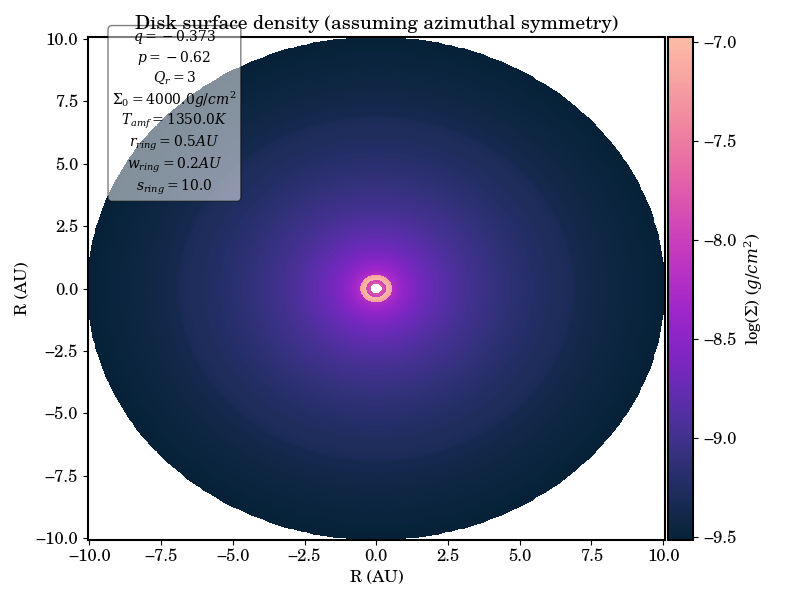 Disk surface density (assuming azimuthal symmetry)
q = −0.373
p = −0.62
Q_r = 3
Σ_0 = 4000.0g/cm^2
T_amf = 1350.0K
r_ring = 0.5AU
w_ring = 0.2AU
s_ring = 10.0
10.0
7.5
5.0
2.5
0.0
−2.5
−5.0
−7.5
−10.0
R (AU)
−10.0 −7.5 −5.0 −2.5 0.0 2.5 5.0 7.5 10.0
R (AU)
−7.0
−7.5
−8.0
−8.5
−9.0
−9.5
log(Σ) (g/cm^2)